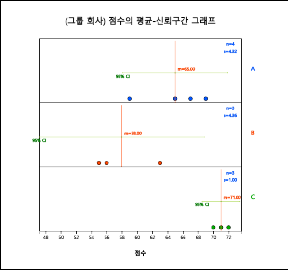 (그룹 회사) 점수의 평균-신뢰구간 그래프
n=4
s=4.32
A
m=65.00
95% CI
n=3
s=4.36
B
m=58.00
95% CI
n=3
s=1.00
C
m=71.00
95% CI
48 50 52 54 56 58 60 62 64 66 68 70 72
점수